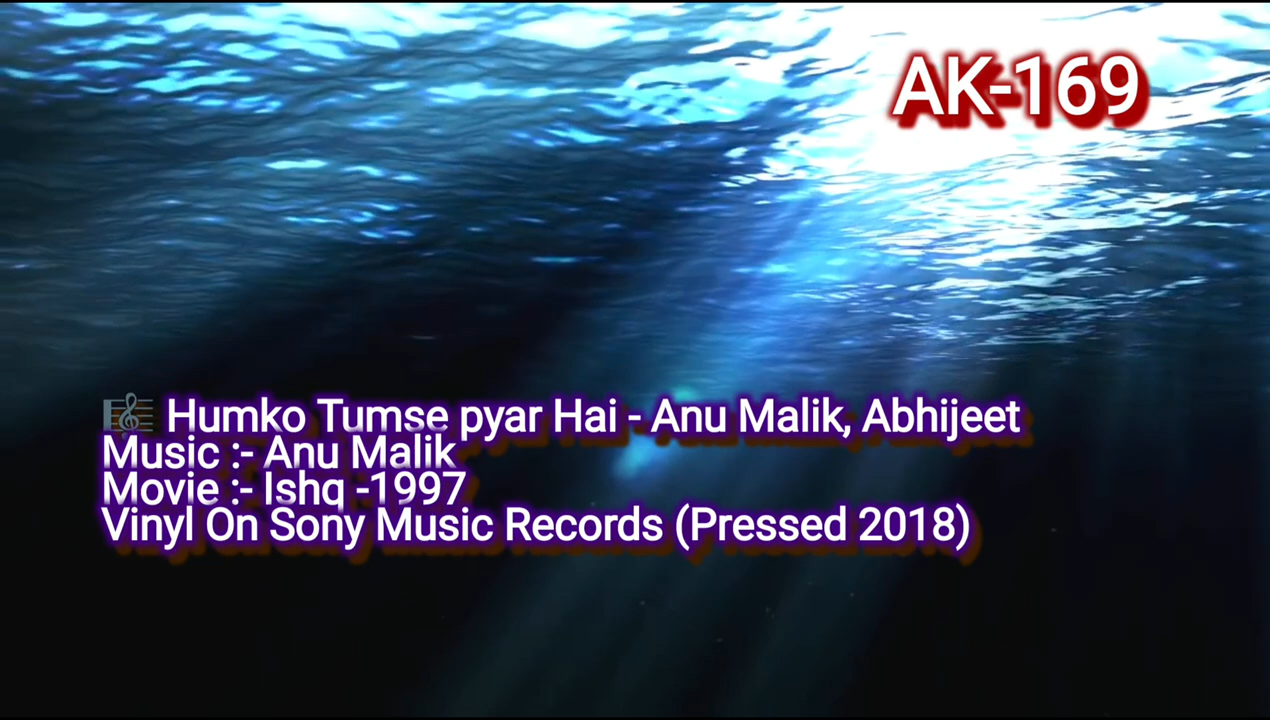 AK-169
🎼 Humko Tumse pyar Hai - Anu Malik, Abhijeet
Music :- Anu Malik
Movie :- Ishq -1997
Vinyl On Sony Music Records (Pressed 2018)